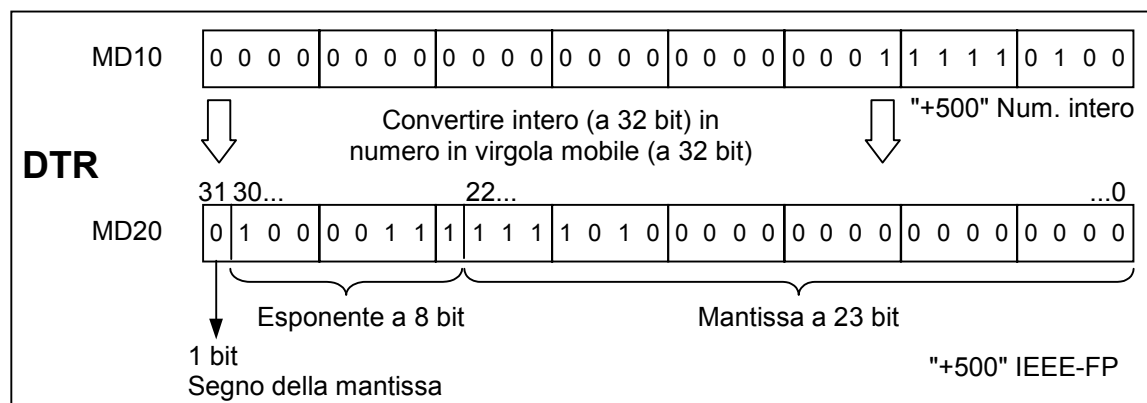 MD10 0 0 0 0 0 0 0 0 0 0 0 0 0 0 0 0 0 0 0 0 0 0 0 1 1 1 1 1 0 1 0 0
"+500" Num. intero
Convertire intero (a 32 bit) in
numero in virgola mobile (a 32 bit)
DTR
31 30... 22... ...0
MD20 0 1 0 0 0 0 1 1 1 1 1 1 1 0 1 0 0 0 0 0 0 0 0 0 0 0 0 0 0 0 0 0
Esponente a 8 bit Mantissa a 23 bit
1 bit
Segno della mantissa
"+500" IEEE-FP